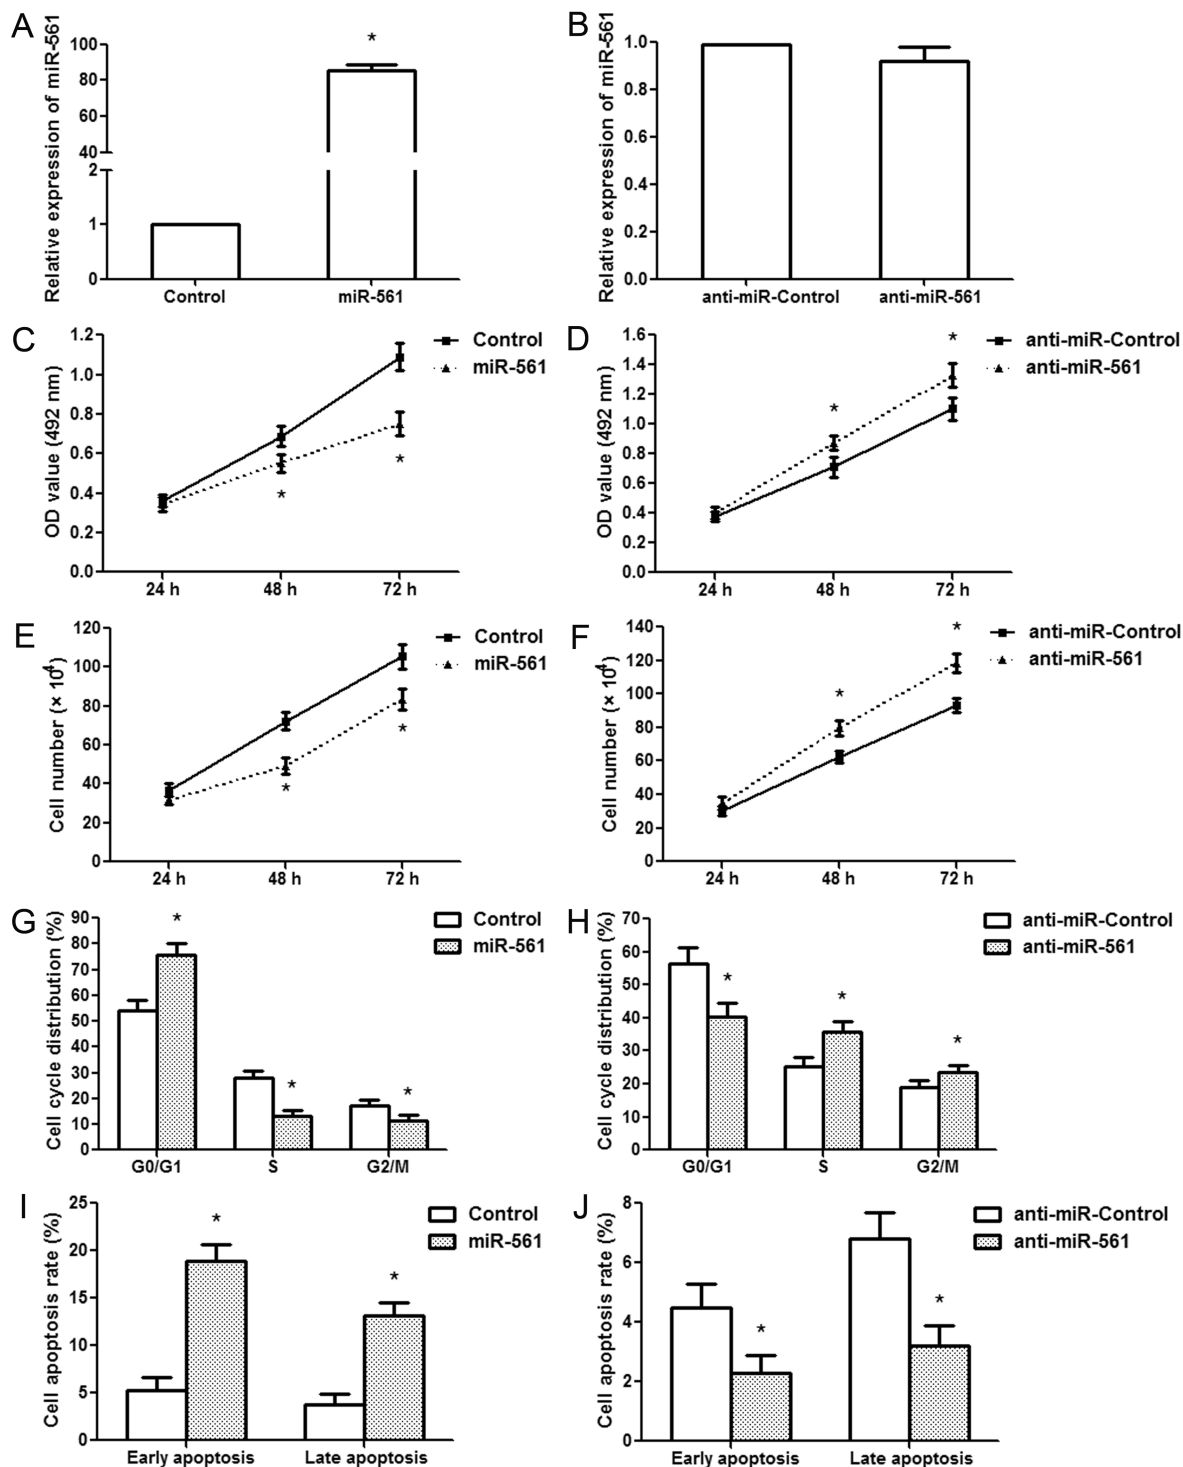 A
Relative expression of miR-561
100
80
60
40
2
1
0
*
Control
miR-561
B
Relative expression of miR-561
1.0
0.8
0.6
0.4
0.2
0.0
anti-miR-Control
anti-miR-561
C
OD value (492 nm)
1.2
1.0
0.8
0.6
0.4
0.2
0.0
*
*
24 h
48 h
72 h
Control
miR-561
D
OD value (492 nm)
1.6
1.4
1.2
1.0
0.8
0.6
0.4
0.2
0.0
*
*
24 h
48 h
72 h
anti-miR-Control
anti-miR-561
E
Cell number (× 10⁴)
120
100
80
60
40
20
0
*
*
24 h
48 h
72 h
Control
miR-561
F
Cell number (× 10⁴)
140
120
100
80
60
40
20
0
*
*
24 h
48 h
72 h
anti-miR-Control
anti-miR-561
G
Cell cycle distribution (%)
90
80
70
60
50
40
30
20
10
0
*
*
*
G0/G1
S
G2/M
Control
miR-561
H
Cell cycle distribution (%)
70
60
50
40
30
20
10
0
*
*
*
G0/G1
S
G2/M
anti-miR-Control
anti-miR-561
I
Cell apoptosis rate (%)
25
20
15
10
5
0
*
*
Early apoptosis
Late apoptosis
Control
miR-561
J
Cell apoptosis rate (%)
8
6
4
2
0
*
*
Early apoptosis
Late apoptosis
anti-miR-Control
anti-miR-561